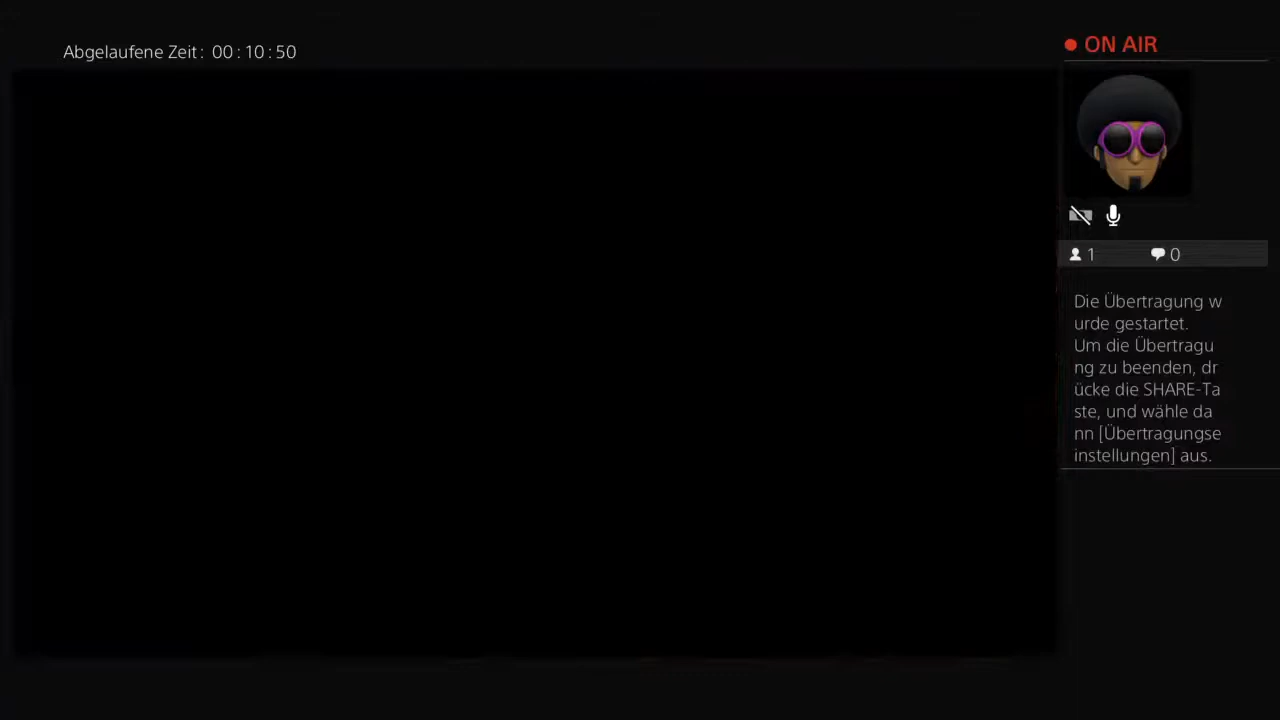 Abgelaufene Zeit: 00:10:50
ON AIR
1 0
Die Übertragung w
urde gestartet.
Um die Übertragu
ng zu beenden, dr
ücke die SHARE-Ta
ste, und wähle da
nn [Übertragungse
instellungen] aus.